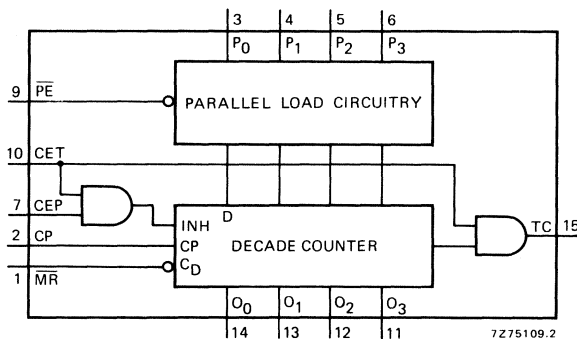 3 4 5 6
P0 P1 P2 P3
9 PE
PARALLEL LOAD CIRCUITRY
10 CET
7 CEP
2 CP
1 MR
D
INH
CP
CD
DECADE COUNTER
TC 15
O0 O1 O2 O3
14 13 12 11
7Z75109.2